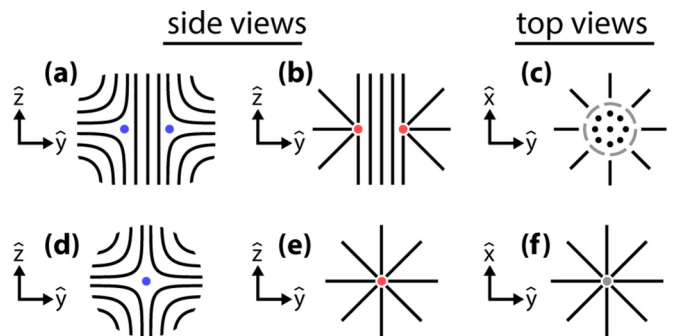 side views top views
(a) (b) (c)
ẑ ẑ x̂
ŷ ŷ ŷ
(d) (e) (f)
ẑ ẑ x̂
ŷ ŷ ŷ